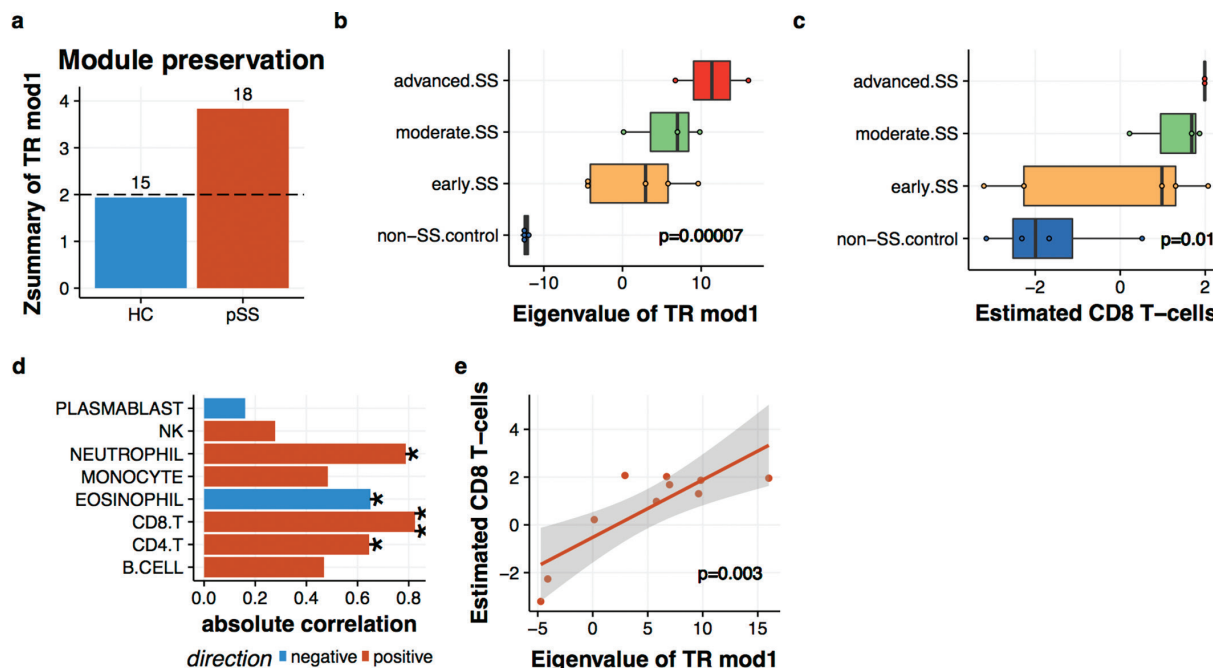 a
Module preservation
Zsummary of TR mod1
4
3
2
1
0
15
18
HC
pSS
b
advanced.SS
moderate.SS
early.SS
non−SS.control
p=0.00007
−10
0
10
Eigenvalue of TR mod1
c
advanced.SS
moderate.SS
early.SS
non−SS.control
p=0.01
−2
0
2
Estimated CD8 T−cells
d
PLASMABLAST
NK
NEUTROPHIL
MONOCYTE
EOSINOPHIL
CD8.T
CD4.T
B.CELL
*
*
*
*
*
0.0
0.2
0.4
0.6
0.8
absolute correlation
direction negative positive
e
Estimated CD8 T−cells
4
2
0
−2
p=0.003
−5
0
5
10
15
Eigenvalue of TR mod1